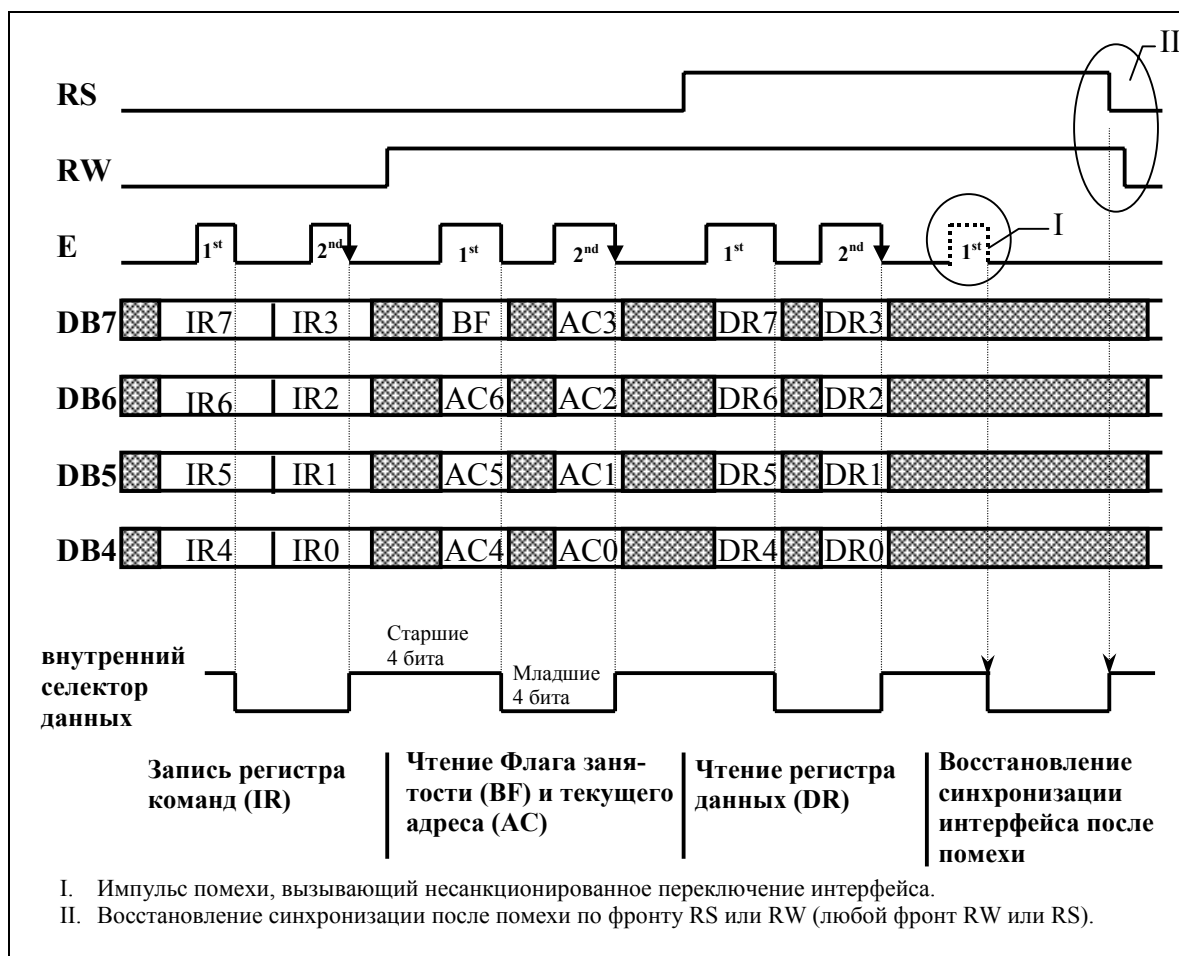 II
RS
RW
E
1st
2nd
1st
2nd
1st
2nd
1st
I
DB7
IR7
IR3
BF
AC3
DR7
DR3
DB6
IR6
IR2
AC6
AC2
DR6
DR2
DB5
IR5
IR1
AC5
AC1
DR5
DR1
DB4
IR4
IR0
AC4
AC0
DR4
DR0
внутренний
селектор
данных
Старшие
4 бита
Младшие
4 бита
Запись регистра
команд (IR)
Чтение Флага заня-
тости (BF) и текущего
адреса (AC)
Чтение регистра
данных (DR)
Восстановление
синхронизации
интерфейса после
помехи
I. Импульс помехи, вызывающий несанкционированное переключение интерфейса.
II. Восстановление синхронизации после помехи по фронту RS или RW (любой фронт RW или RS).